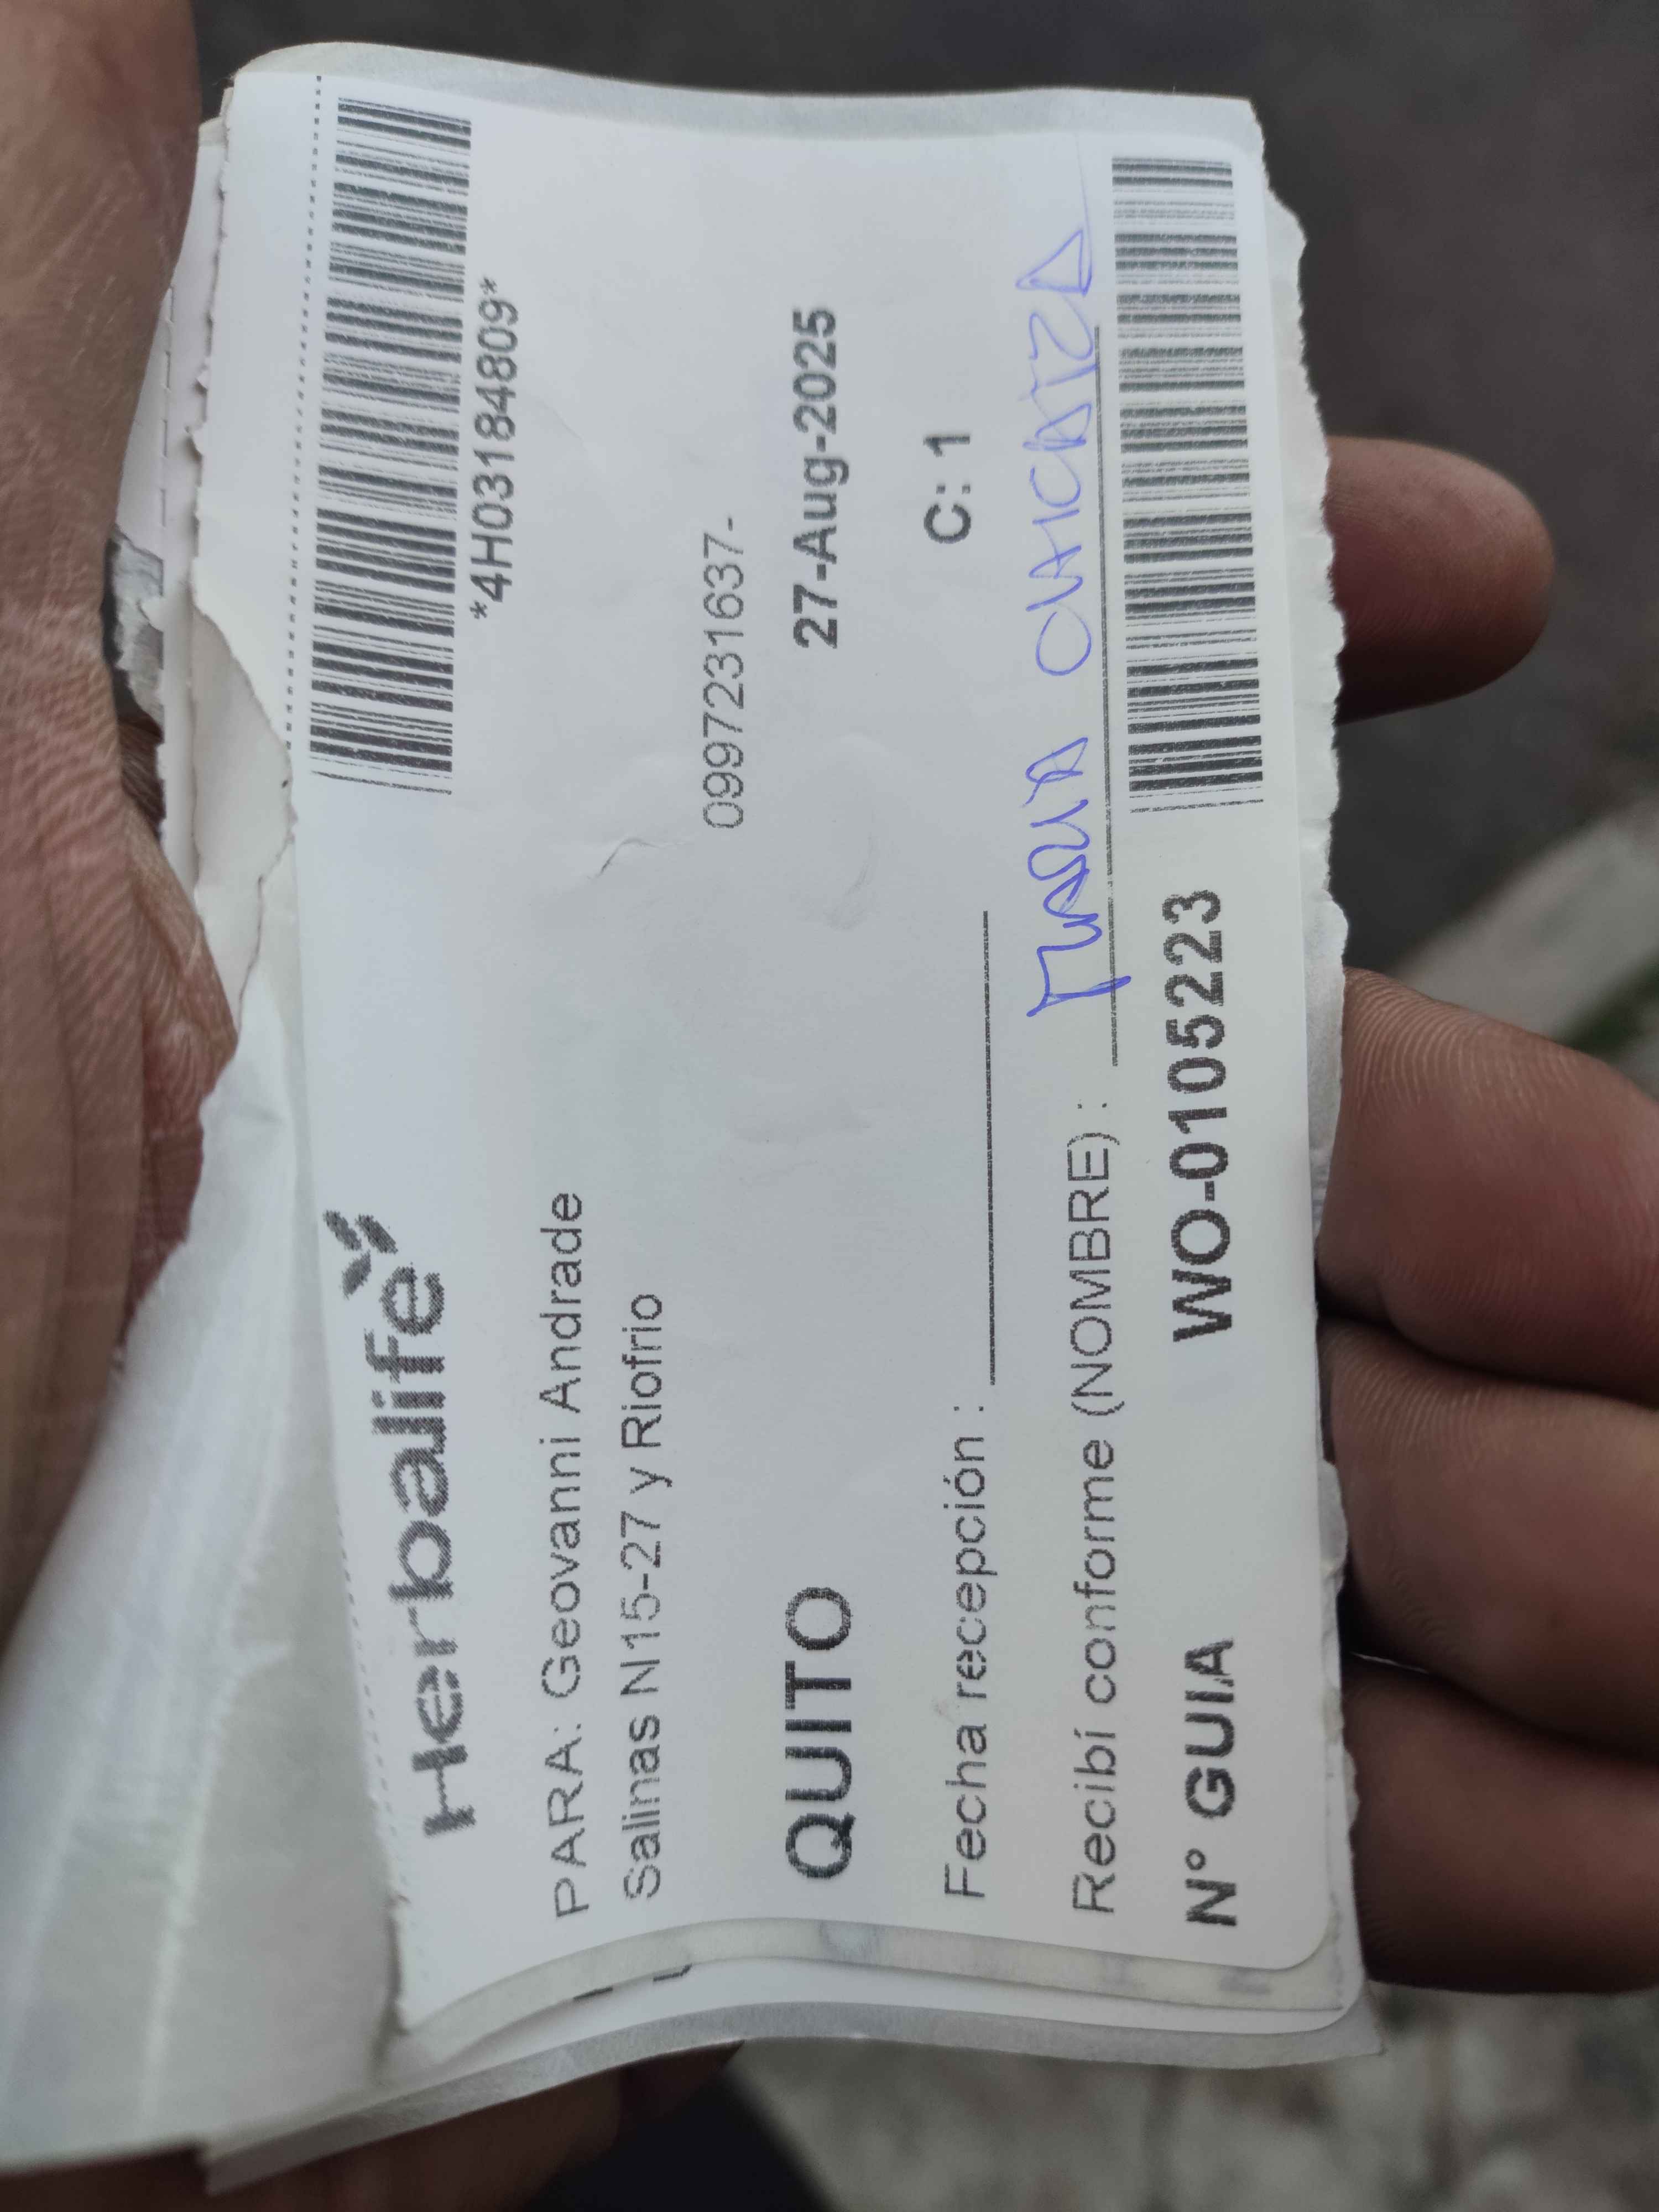 Herbalife
*4H03184809*
PARA: Geovanni Andrade
Salinas N15-27 y Riofrio
0997231637-
QUITO
27-Aug-2025
Fecha recepción :
C: 1
Recibí conforme (NOMBRE) :
N° GUIA WO-0105223